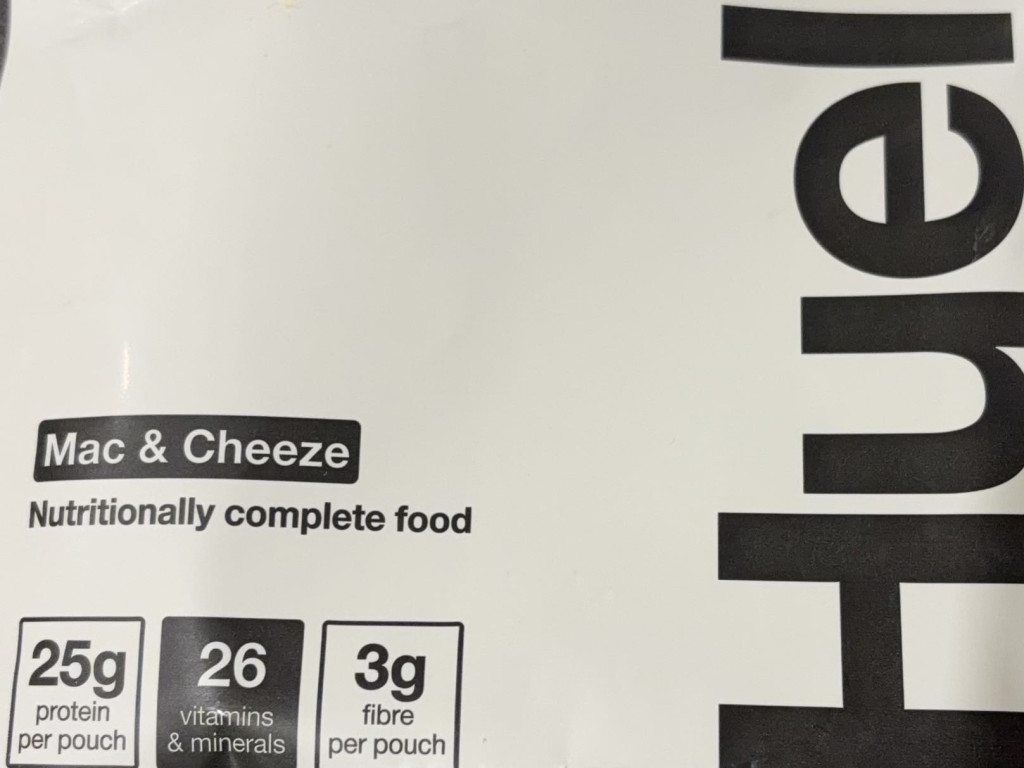 Huel
Mac & Cheeze
Nutritionally complete food
25g
protein
per pouch
26
vitamins
& minerals
3g
fibre
per pouch